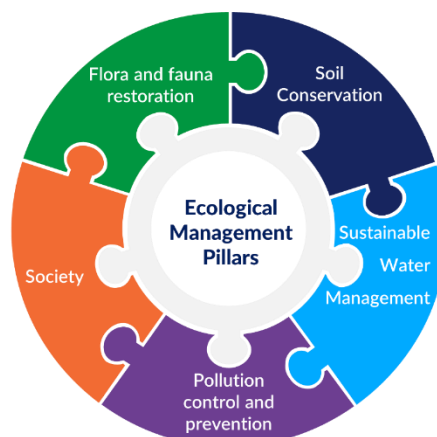 Flora and fauna
restoration
Soil
Conservation
Ecological
Management
Pillars
Sustainable
Water
Management
Society
Pollution
control and
prevention